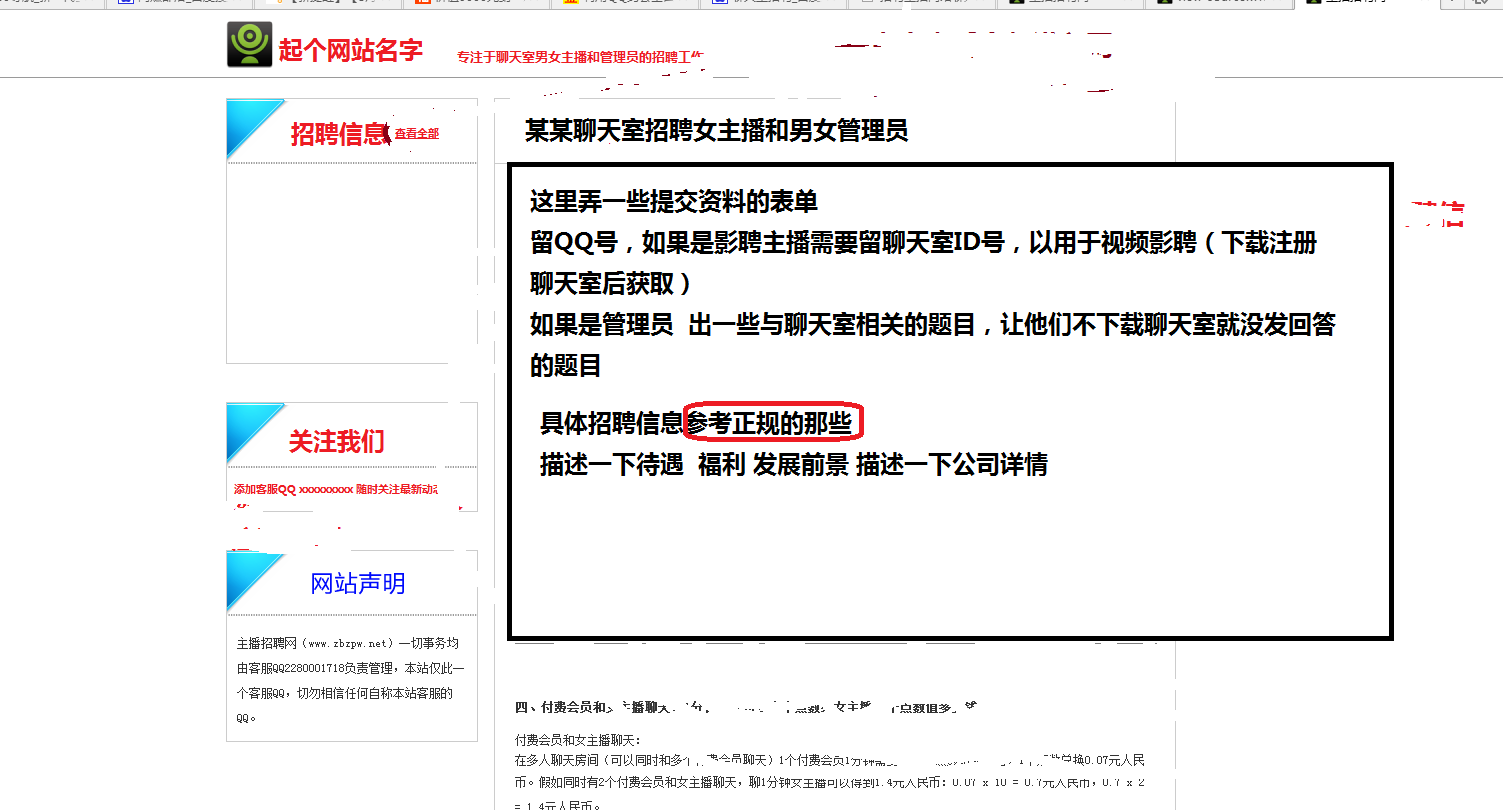 起个网站名字
专注于聊天室男女主播和管理员的招聘工
招聘信息
查看全部
某某聊天室招聘女主播和男女管理员
这里弄一些提交资料的表单
留QQ号，如果是影聘主播需要留聊天室ID号，以用于视频影聘（下载注册
聊天室后获取）
如果是管理员 出一些与聊天室相关的题目，让他们不下载聊天室就没发回答
的题目
具体招聘信息参考正规的那些
描述一下待遇 福利 发展前景 描述一下公司详情
关注我们
添加客服QQ xxxxxxxxx 随时关注最新动
网站声明
主播招聘网（www.zbzpw.net）一切事务均
由客服QQ2280001718负责管理，本站仅此一
个客服QQ，切勿相信任何自称本站客服的
QQ。
四、付费会员和 主播聊天
付费会员和女主播聊天：
在多人聊天房间（可以同时和多个付费会员聊天）1个付费会员1分钟需 兑换0.07元人民
币。假如同时有2个付费会员和女主播聊天，聊1分钟女主播可以得到1.4元人民币：0.07 x 10 = 0.7元人民币，0.7 x 2
= 1.4元人民币。